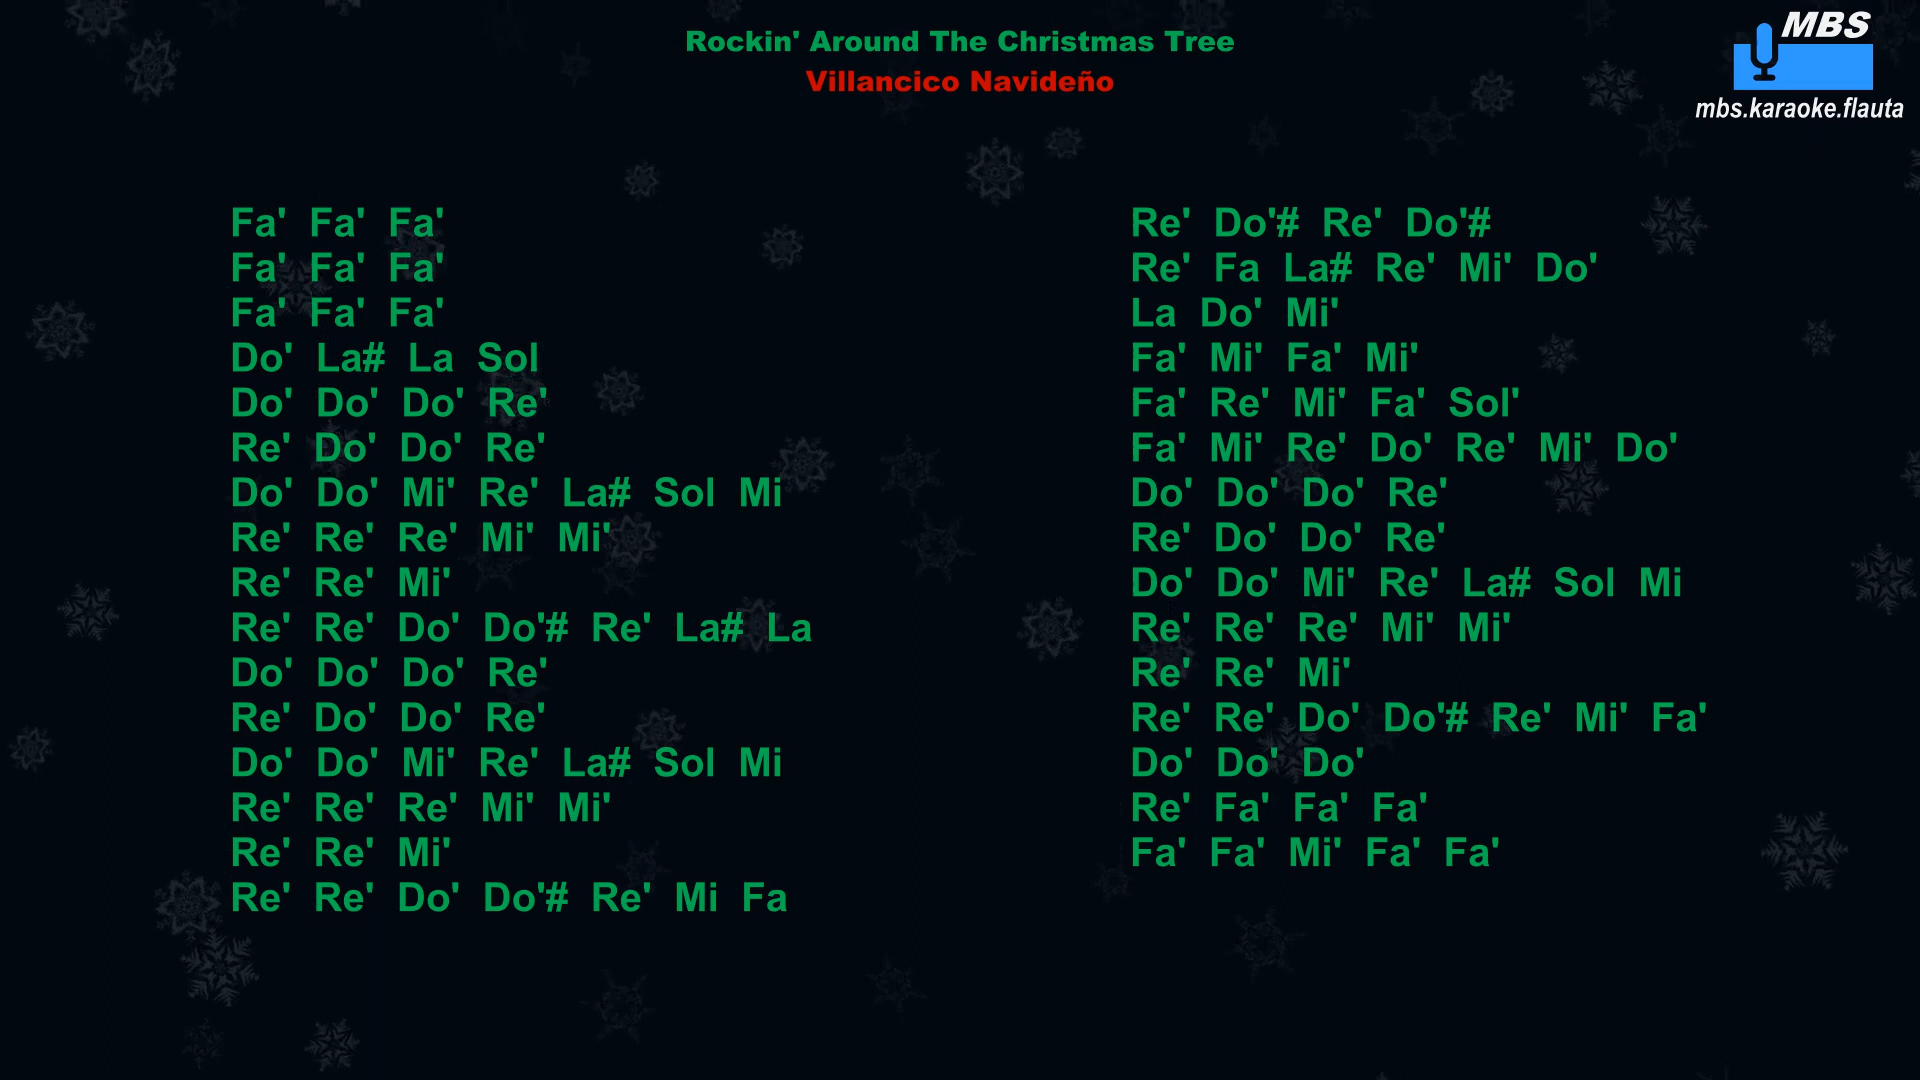 Rockin' Around The Christmas Tree
Villancico Navideño
MBS
mbs.karaoke.flauta
Fa' Fa' Fa'
Fa' Fa' Fa'
Fa' Fa' Fa'
Do' La# La Sol
Do' Do' Do' Re'
Re' Do' Do' Re'
Do' Do' Mi' Re' La# Sol Mi
Re' Re' Re' Mi' Mi'
Re' Re' Mi'
Re' Re' Do' Do'# Re' La# La
Do' Do' Do' Re'
Re' Do' Do' Re'
Do' Do' Mi' Re' La# Sol Mi
Re' Re' Re' Mi' Mi'
Re' Re' Mi'
Re' Re' Do' Do'# Re' Mi Fa
Re' Do'# Re' Do'#
Re' Fa La# Re' Mi' Do'
La Do' Mi'
Fa' Mi' Fa' Mi'
Fa' Re' Mi' Fa' Sol'
Fa' Mi' Re' Do' Re' Mi' Do'
Do' Do' Do' Re'
Re' Do' Do' Re'
Do' Do' Mi' Re' La# Sol Mi
Re' Re' Re' Mi' Mi'
Re' Re' Mi'
Re' Re' Do' Do'# Re' Mi' Fa'
Do' Do' Do'
Re' Fa' Fa' Fa'
Fa' Fa' Mi' Fa' Fa'